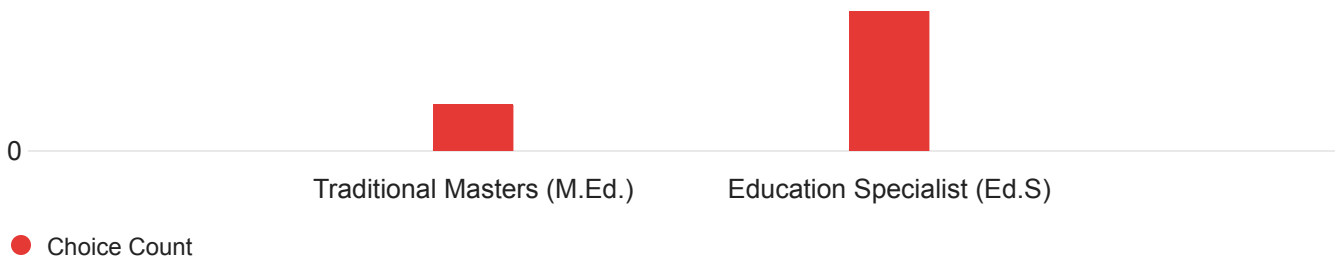 0
Traditional Masters (M.Ed.)
Education Specialist (Ed.S)
Choice Count